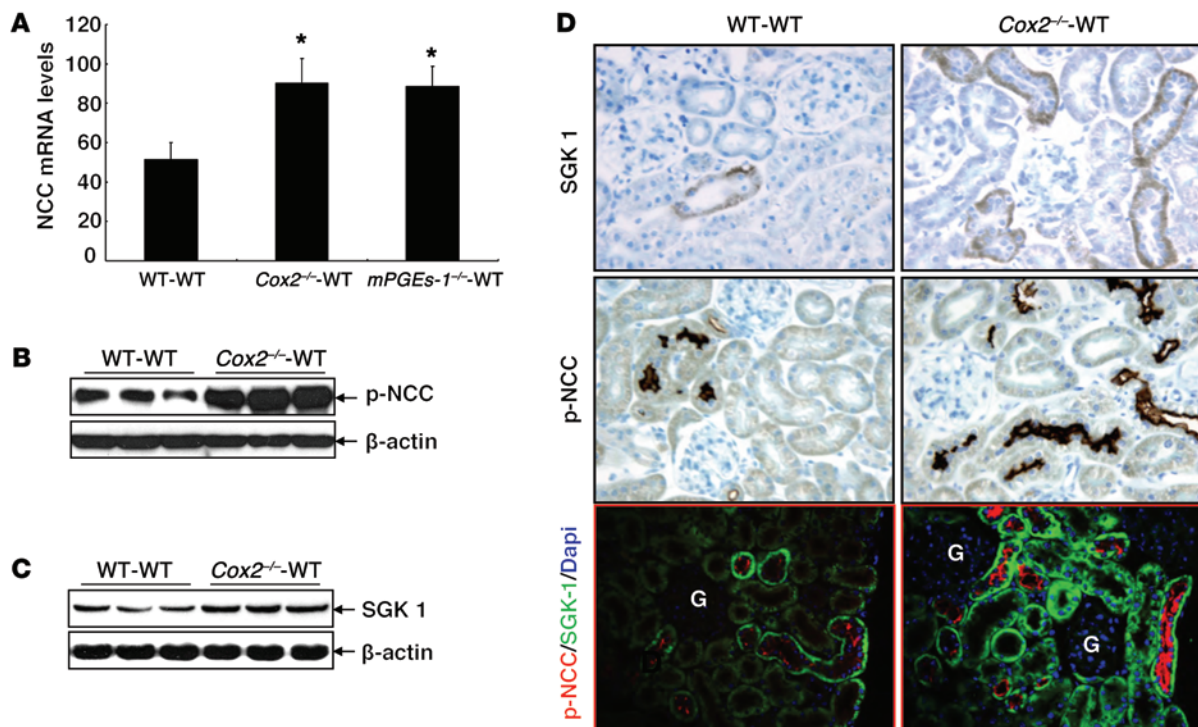 A
NCC mRNA levels
120
100
80
60
40
20
0
*
*
WT-WT
Cox2⁻/⁻-WT
mPGEs-1⁻/⁻-WT
B
WT-WT
Cox2⁻/⁻-WT
p-NCC
β-actin
C
WT-WT
Cox2⁻/⁻-WT
SGK 1
β-actin
D
WT-WT
Cox2⁻/⁻-WT
SGK 1
p-NCC
p-NCC/SGK-1/Dapi
G
G
G